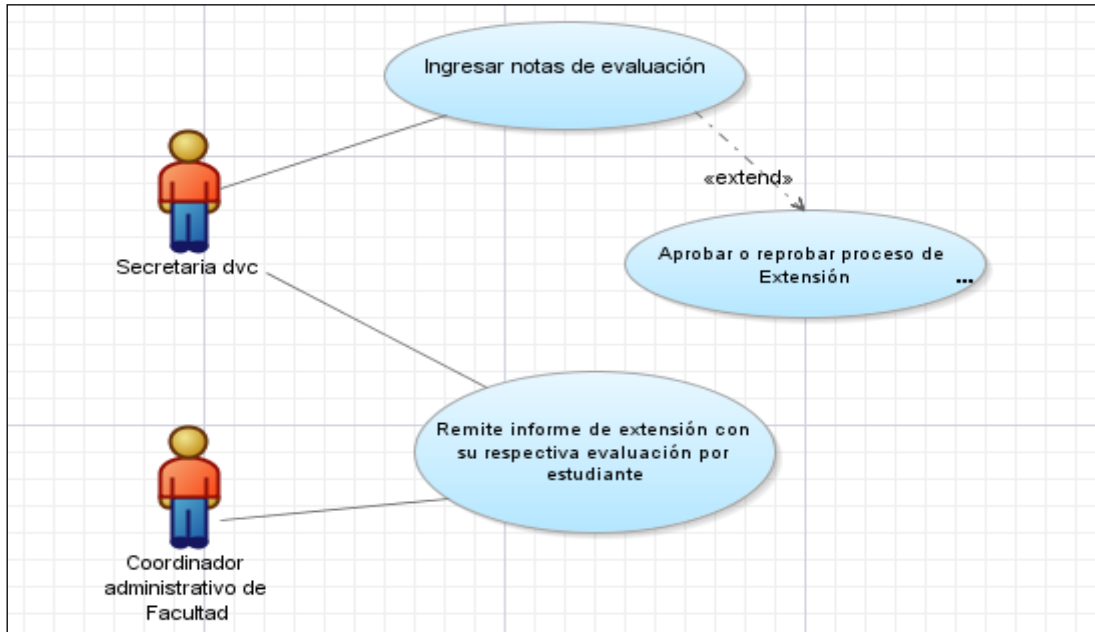 Ingresar notas de evaluación
«extend»
Aprobar o reprobar proceso de
Extensión
...
Secretaria dvc
Remite informe de extensión con
su respectiva evaluación por
estudiante
Coordinador
administrativo de
Facultad